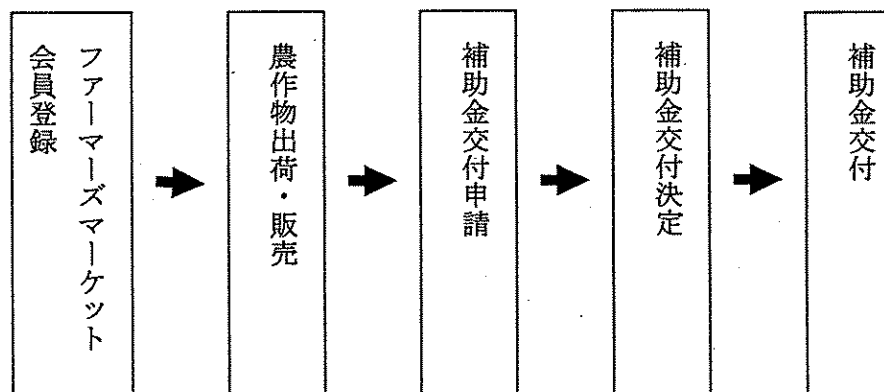 ファーマーズマーケット
会員登録
農作物出荷・販売
補助金交付申請
補助金交付決定
補助金交付